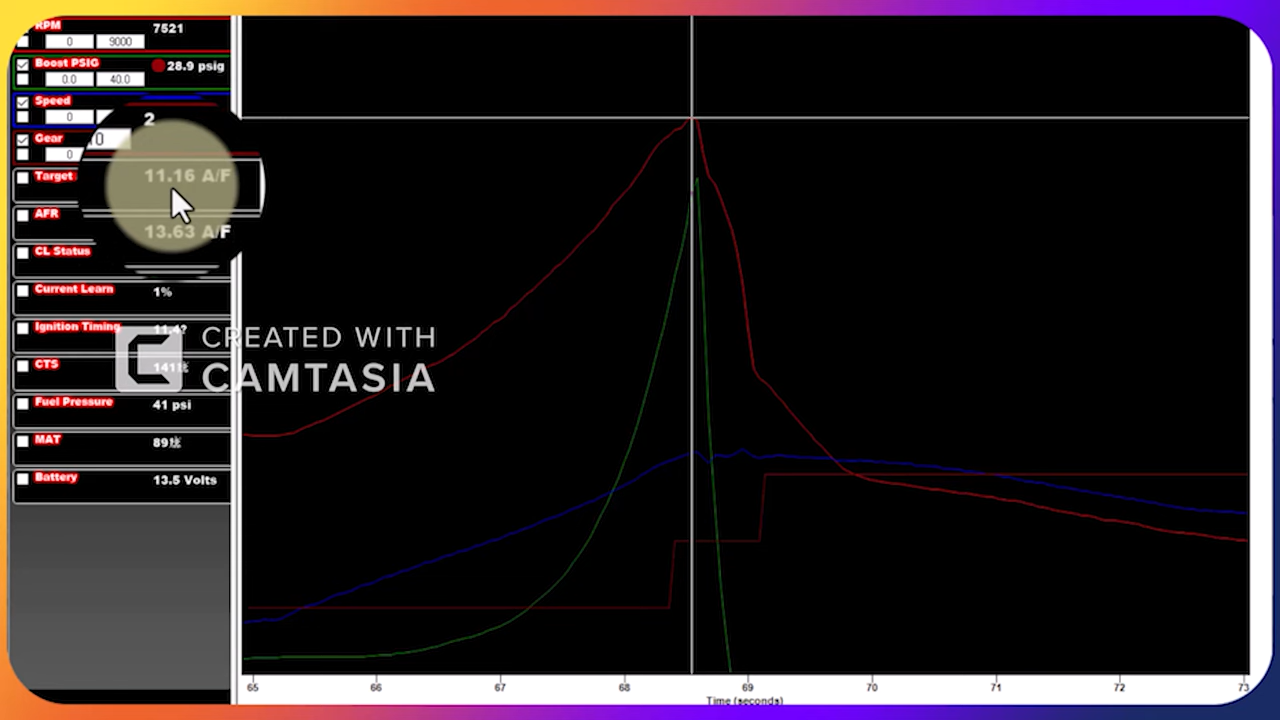 RPM 7521
0 9000
Boost PSIG 28.9 psig
0.0 40.0
Speed
0
2
Gear
0
Target 11.16 A/F
AFR 13.63 A/F
CL Status
Current Learn 1%
Ignition Timing 11.4?
CREATED WITH
CTS
CAMTASIA
Fuel Pressure 41 psi
MAT
Battery 13.5 Volts
65 66 67 68 69 70 71 72 73
Time (seconds)